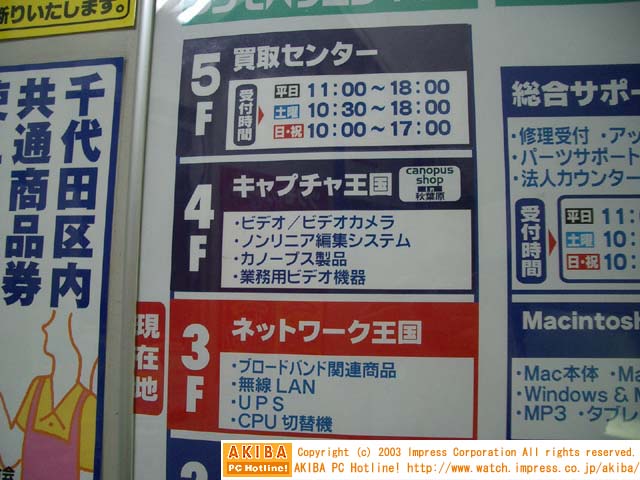 断りいたします。
千代田区内
共通商品券
5F
買取センター
受付時間
平日 11:00～18:00
土曜 10:30～18:00
日・祝 10:00～17:00
4F
キャプチャ王国
canopus
shop
in
秋葉原
・ビデオ／ビデオカメラ
・ノンリニア編集システム
・カノープス製品
・業務用ビデオ機器
現在地
3F
ネットワーク王国
・ブロードバンド関連商品
・無線LAN
・UPS
・CPU切替機
総合サポー
・修理受付 ・アッ
・パーツサポート
・法人カウンター
受付時間
平日 11:
土曜 10:
日・祝 10:
Macintosh
・Mac本体 ・Ma
・Windows & M
・MP3 ・タブレ
AKIBA
PC Hotline!
Copyright (c) 2003 Impress Corporation All rights reserved.
AKIBA PC Hotline! http://www.watch.impress.co.jp/akiba/